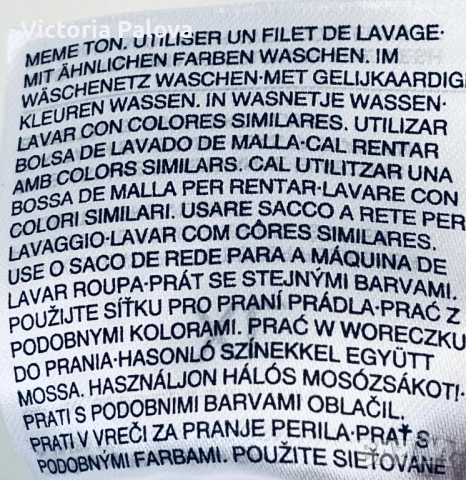 Victoria Palova
MEME TON. UTILISER UN FILET DE LAVAGE·
MIT ÄHNLICHEN FARBEN WASCHEN. IM
WÄSCHENETZ WASCHEN·MET GELIJKAARDIGE
KLEUREN WASSEN. IN WASNETJE WASSEN·
LAVAR CON COLORES SIMILARES. UTILIZAR
BOLSA DE LAVADO DE MALLA·CAL RENTAR
AMB COLORS SIMILARS. CAL UTILITZAR UNA
BOSSA DE MALLA PER RENTAR·LAVARE CON
COLORI SIMILARI. USARE SACCO A RETE PER
LAVAGGIO·LAVAR COM CÔRES SIMILARES.
USE O SACO DE REDE PARA A MÁQUINA DE
LAVAR ROUPA·PRÁT SE STEJNÝMI BARVAMI.
POUŽIJTE SÍŤKU PRO PRANÍ PRÁDLA·PRAĆ Z
PODOBNYMI KOLORAMI. PRAĆ W WORECZKU
DO PRANIA·HASONLÓ SZÍNEKKEL EGYÜTT
MOSSA. HASZNÁLJON HÁLÓS MOSÓZSÁKOTI·
PRATI S PODOBNIMI BARVAMI OBLAČIL.
PRATI V VREČI ZA PRANJE PERILA·PRAŤ S
PODOBNÝMI FARBAMI. POUŽITE SIEŤOVANÉ